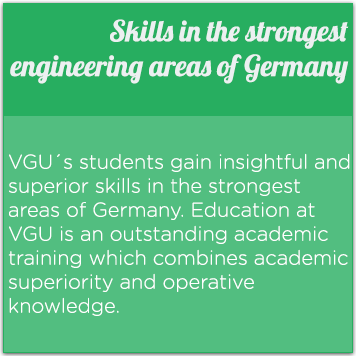 Skills in the strongest
engineering areas of Germany
VGU´s students gain insightful and
superior skills in the strongest
areas of Germany. Education at
VGU is an outstanding academic
training which combines academic
superiority and operative
knowledge.